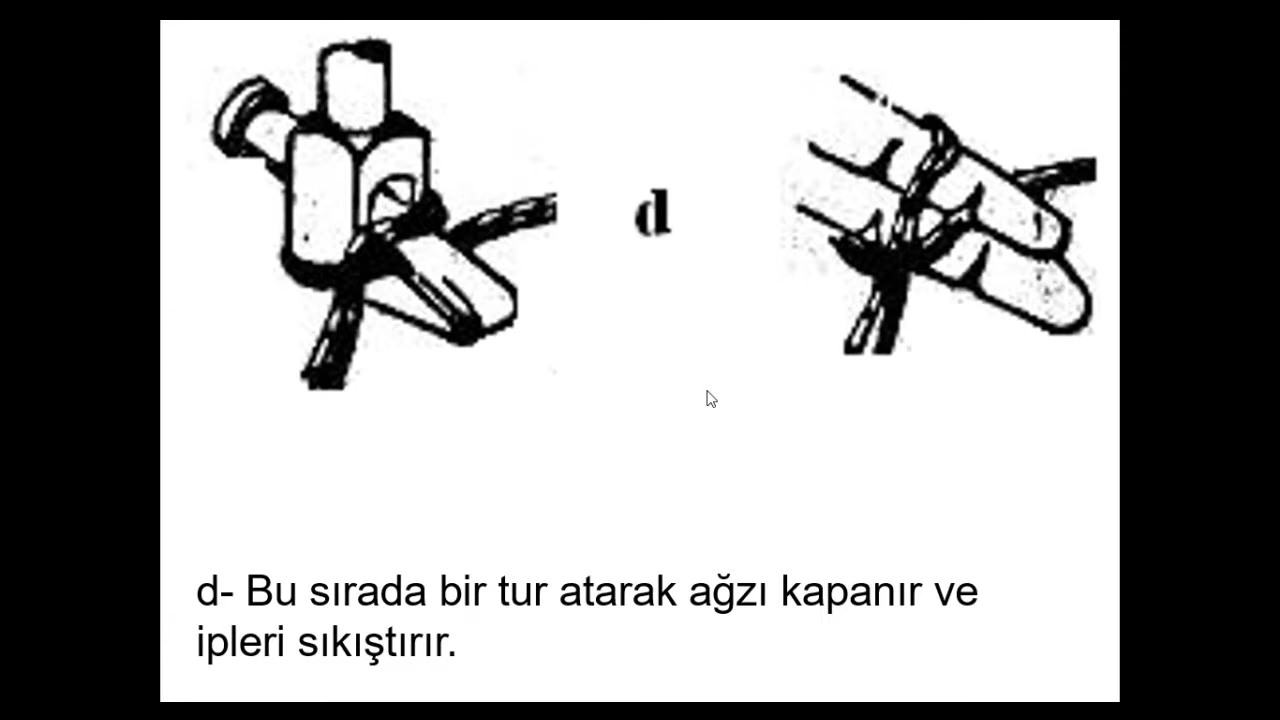 d
d- Bu sırada bir tur atarak ağzı kapanır ve
ipleri sıkıştırır.